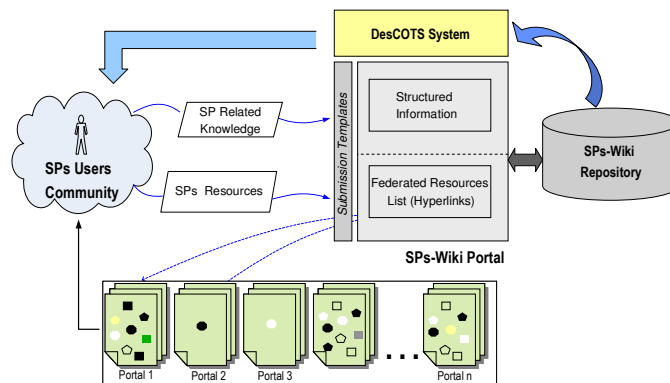 DesCOTS System
SP Related
Knowledge
SPs Users
Community
SPs Resources
Submission Templates
Structured
Information
Federated Resources
List (Hyperlinks)
SPs-Wiki
Repository
SPs-Wiki Portal
Portal 1
Portal 2
Portal 3
...
Portal n